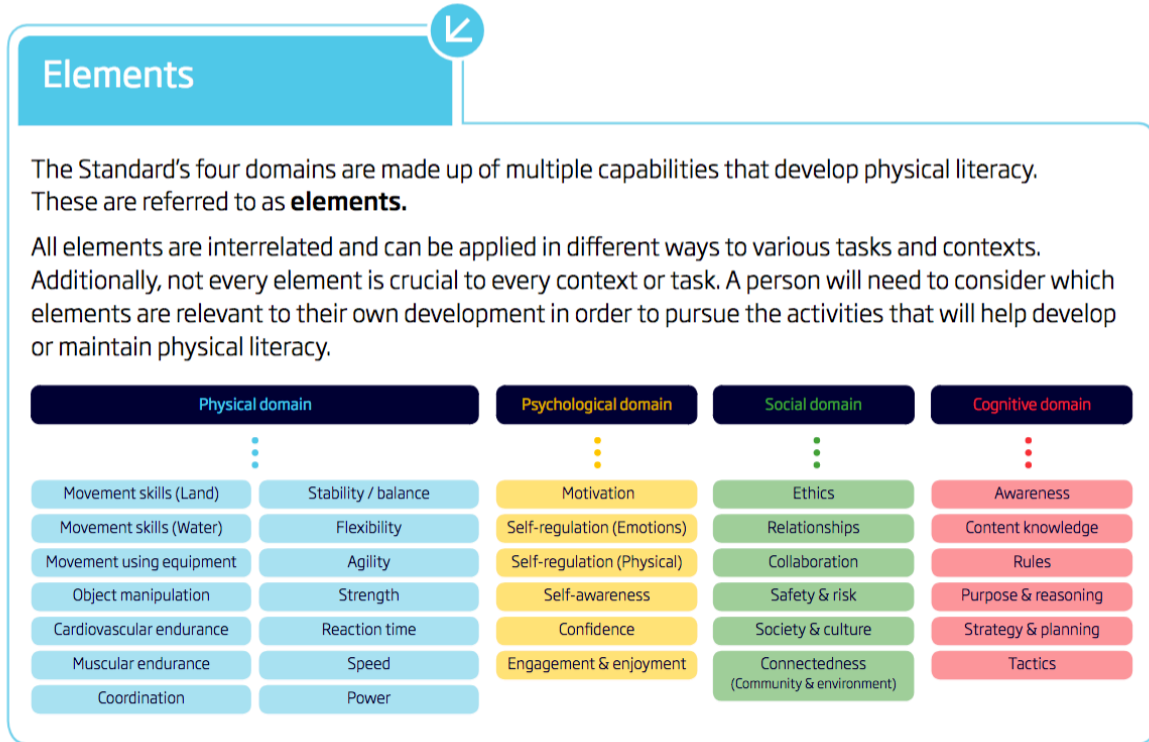 Elements
The Standard's four domains are made up of multiple capabilities that develop physical literacy.
These are referred to as elements.
All elements are interrelated and can be applied in different ways to various tasks and contexts.
Additionally, not every element is crucial to every context or task. A person will need to consider which
elements are relevant to their own development in order to pursue the activities that will help develop
or maintain physical literacy.
Physical domain
Movement skills (Land)
Movement skills (Water)
Movement using equipment
Object manipulation
Cardiovascular endurance
Muscular endurance
Coordination
Stability / balance
Flexibility
Agility
Strength
Reaction time
Speed
Power
Psychological domain
Motivation
Self-regulation (Emotions)
Self-regulation (Physical)
Self-awareness
Confidence
Engagement & enjoyment
Social domain
Ethics
Relationships
Collaboration
Safety & risk
Society & culture
Connectedness
(Community & environment)
Cognitive domain
Awareness
Content knowledge
Rules
Purpose & reasoning
Strategy & planning
Tactics